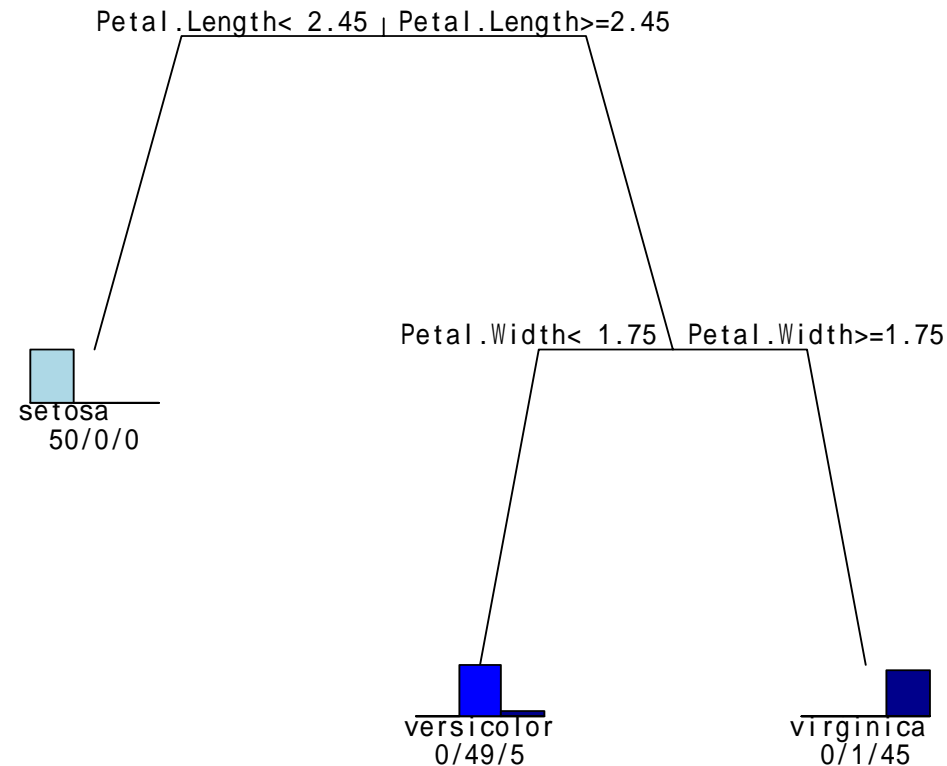 Petal.Length< 2.45 Petal.Length>=2.45
Petal.Width< 1.75 Petal.Width>=1.75
setosa
50/0/0
versicolor
0/49/5
virginica
0/1/45